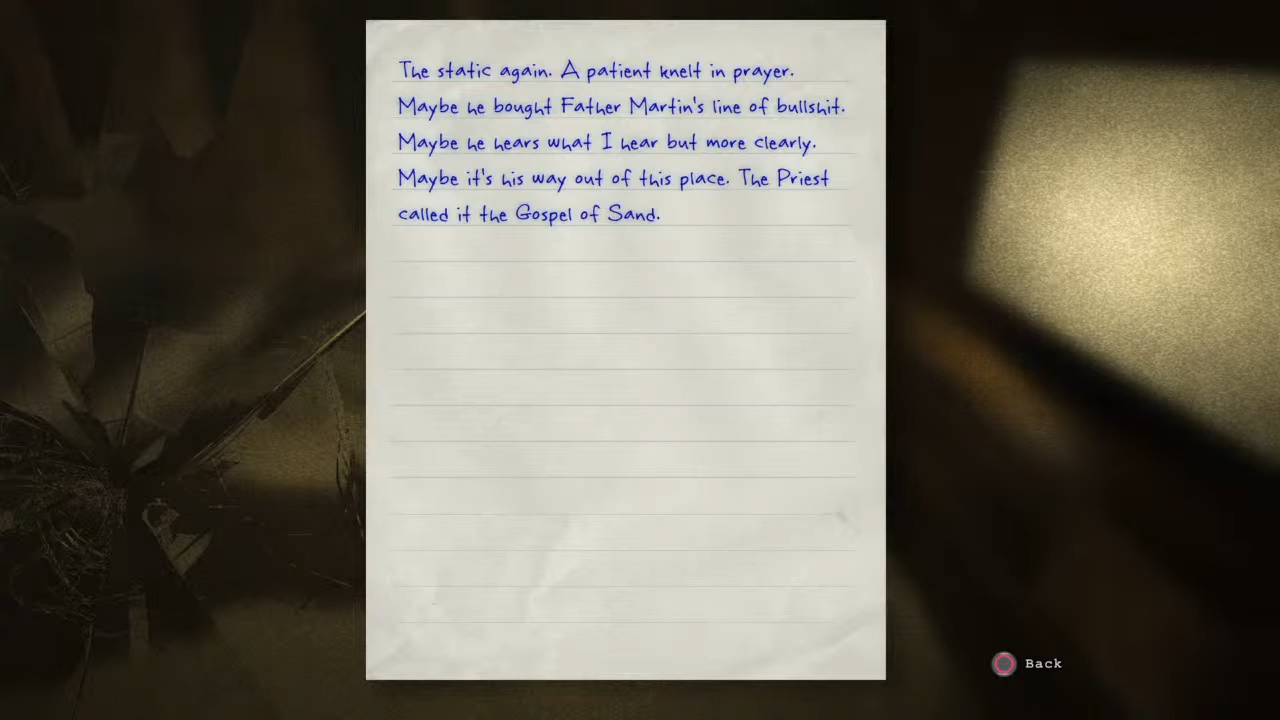 The static again. A patient knelt in prayer.
Maybe he bought Father Martin's line of bullshit.
Maybe he hears what I hear but more clearly.
Maybe it's his way out of this place. The Priest
called it the Gospel of Sand.
Back